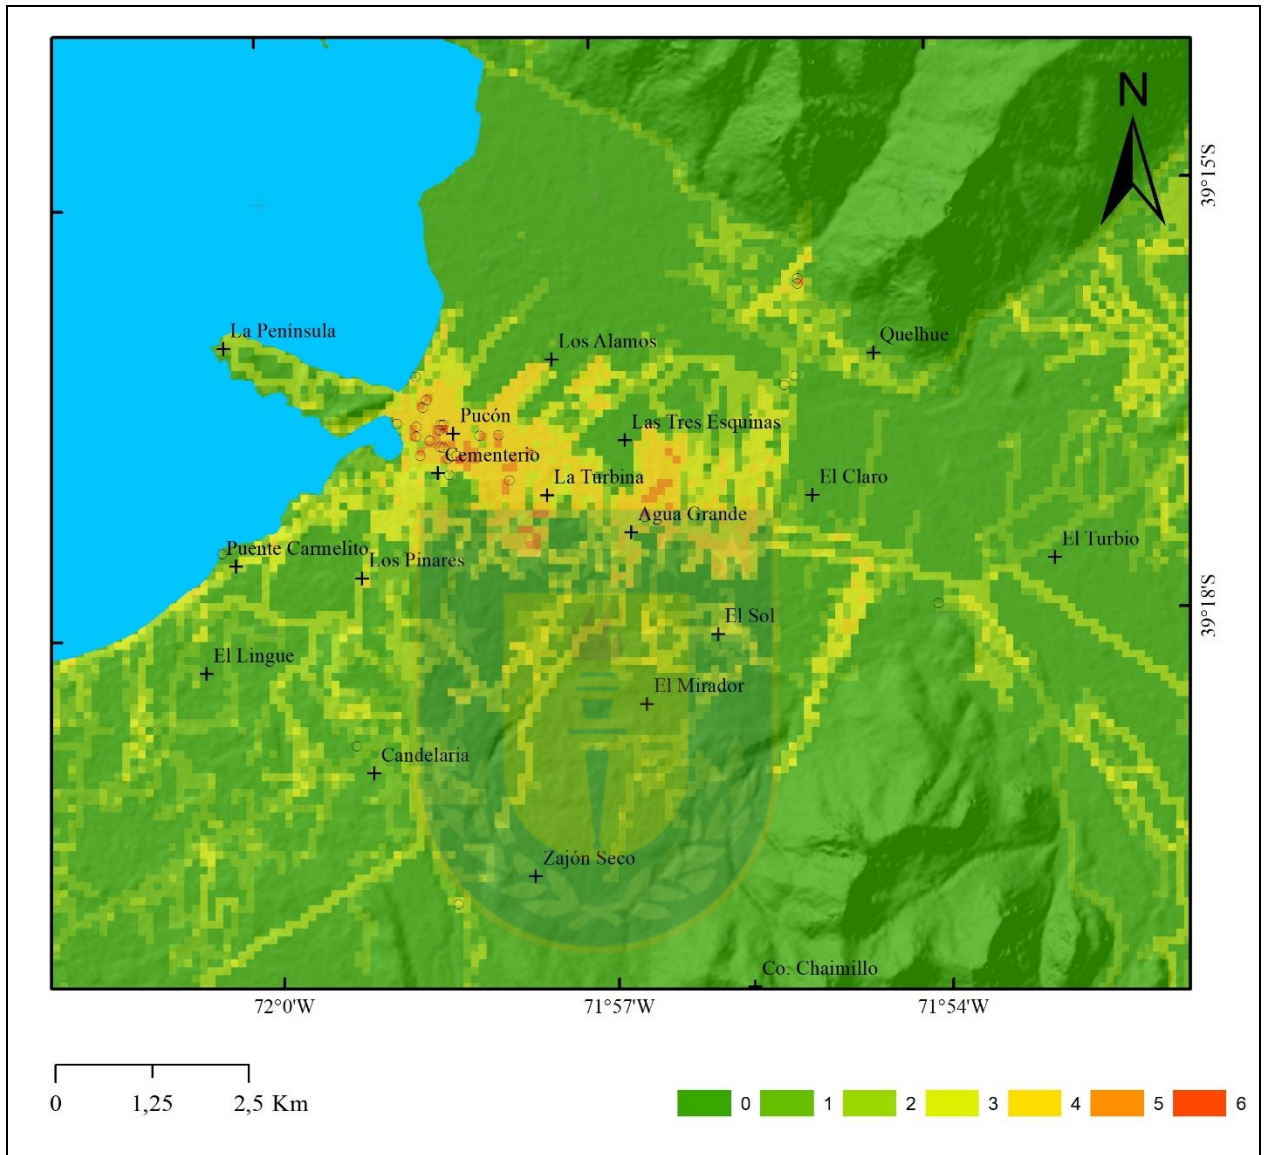 N
39°15'S
La Península
Los Alamos
Quelhue
Pucón
Las Tres Esquinas
Cementerio
La Turbina
El Claro
Agua Grande
Puente Carmelito
Los Pinares
El Turbio
39°18'S
El Sol
El Lingue
El Mirador
Candelaria
Zajón Seco
Co. Chaimillo
72°0'W
71°57'W
71°54'W
0
1,25
2,5 Km
0
1
2
3
4
5
6